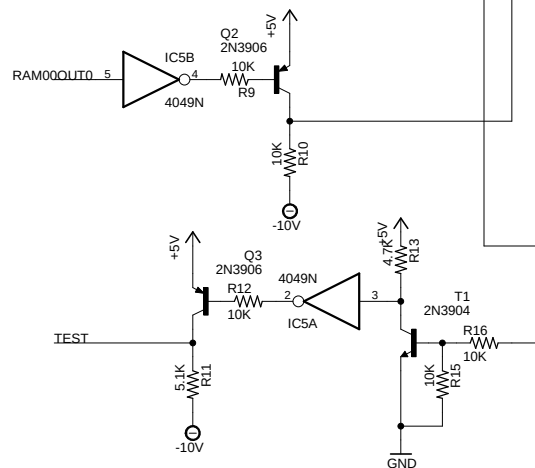 +5V
Q2
2N3906
IC5B
10K
RAM00OUT0
5
4
R9
4049N
10K
R10
-10V
+5V
+5V
4.7K
R13
Q3
2N3906
4049N
R12
2
3
T1
2N3904
10K
IC5A
R16
TEST
10K
5.1K
R11
10K
R15
-10V
GND